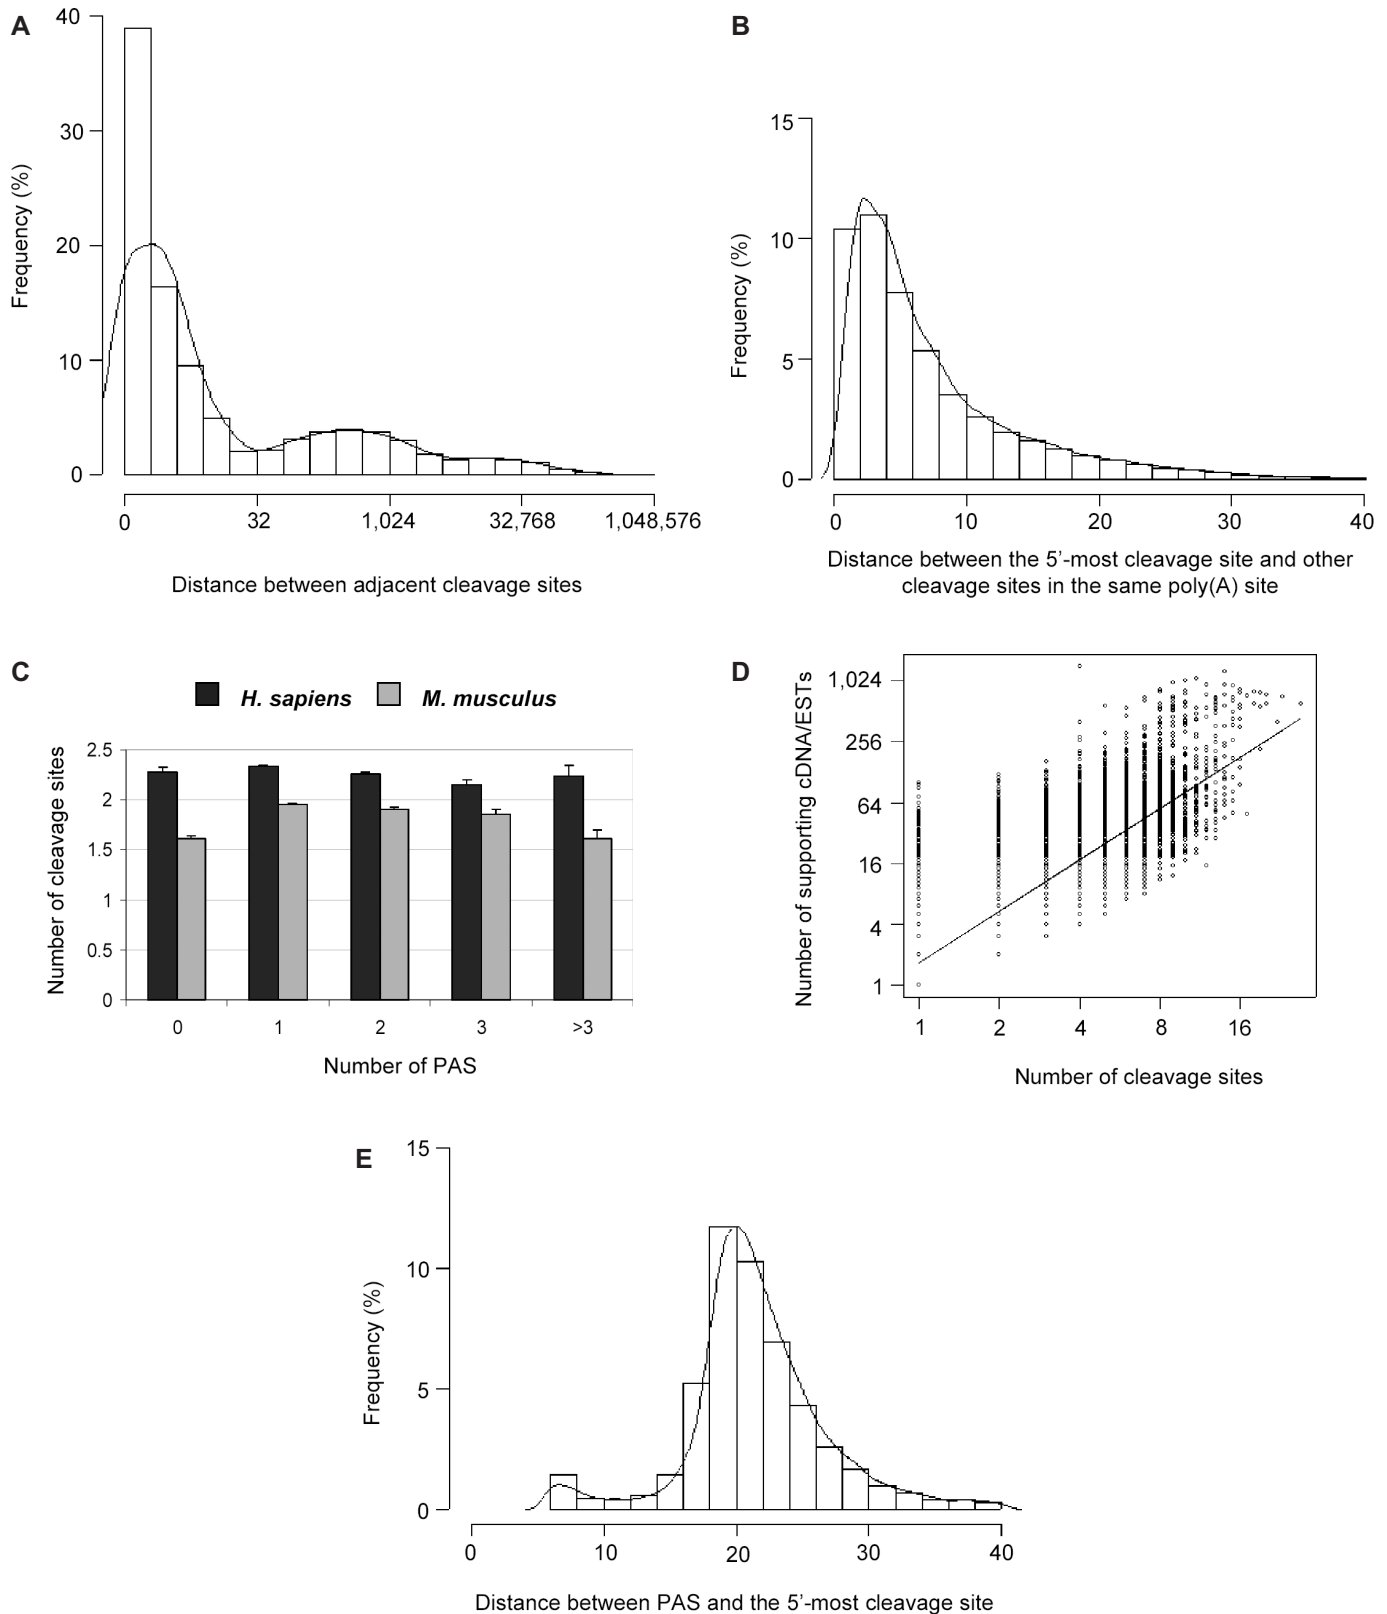 A
40
30
20
10
0
Frequency (%)
0 32 1,024 32,768 1,048,576
Distance between adjacent cleavage sites
B
15
10
5
0
Frequency (%)
0 10 20 30 40
Distance between the 5’-most cleavage site and other
cleavage sites in the same poly(A) site
C
H. sapiens M. musculus
2.5
2
1.5
1
0.5
0
Number of cleavage sites
0 1 2 3 >3
Number of PAS
D
1,024
256
64
16
4
1
Number of supporting cDNA/ESTs
1 2 4 8 16
Number of cleavage sites
E
15
10
5
0
Frequency (%)
0 10 20 30 40
Distance between PAS and the 5’-most cleavage site